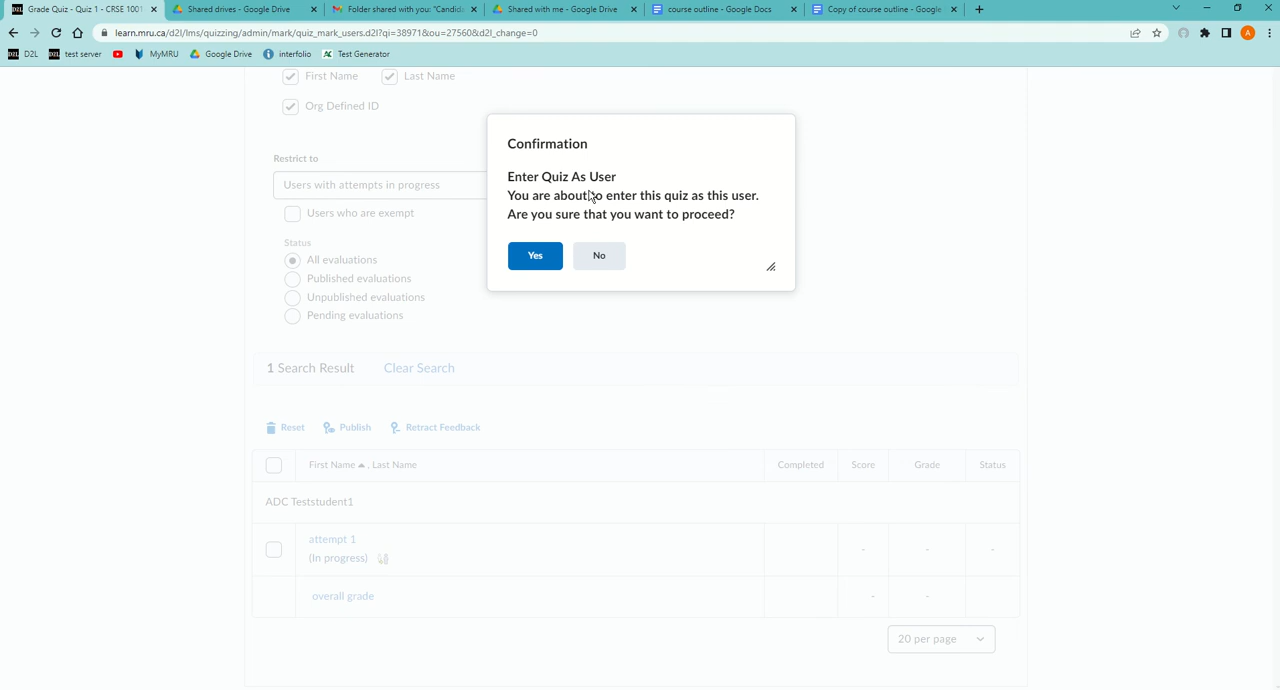 Grade Quiz - Quiz 1 - CRSE 1001
Shared drives - Google Drive
Folder shared with you: "Candid
Shared with me - Google Drive
course outline - Google Docs
Copy of course outline - Google
learn.mru.ca/d2l/lms/quizzing/admin/mark/quiz_mark_users.d2l?qi=38971&ou=27560&d2l_change=0
A
D2L D2L
D2L test server
MyMRU
Google Drive
interfolio
Test Generator
First Name
Last Name
Org Defined ID
Restrict to
Users with attempts in progress
Users who are exempt
Status
All evaluations
Published evaluations
Unpublished evaluations
Pending evaluations
Confirmation
Enter Quiz As User
You are about to enter this quiz as this user.
Are you sure that you want to proceed?
Yes
No
1 Search Result
Clear Search
Reset
Publish
Retract Feedback
First Name , Last Name
Completed
Score
Grade
Status
ADC Teststudent1
attempt 1
(In progress)
-
-
-
overall grade
-
-
20 per page